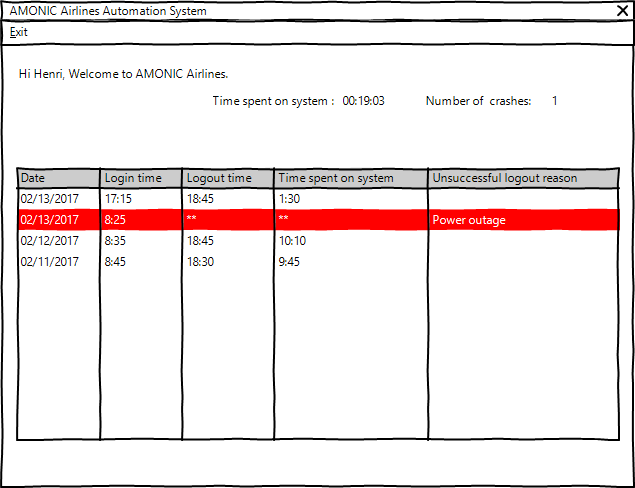 AMONIC Airlines Automation System
Exit
Hi Henri, Welcome to AMONIC Airlines.
Time spent on system : 00:19:03 Number of crashes: 1
Date Login time Logout time Time spent on system Unsuccessful logout reason
02/13/2017 17:15 18:45 1:30
02/13/2017 8:25 ** ** Power outage
02/12/2017 8:35 18:45 10:10
02/11/2017 8:45 18:30 9:45